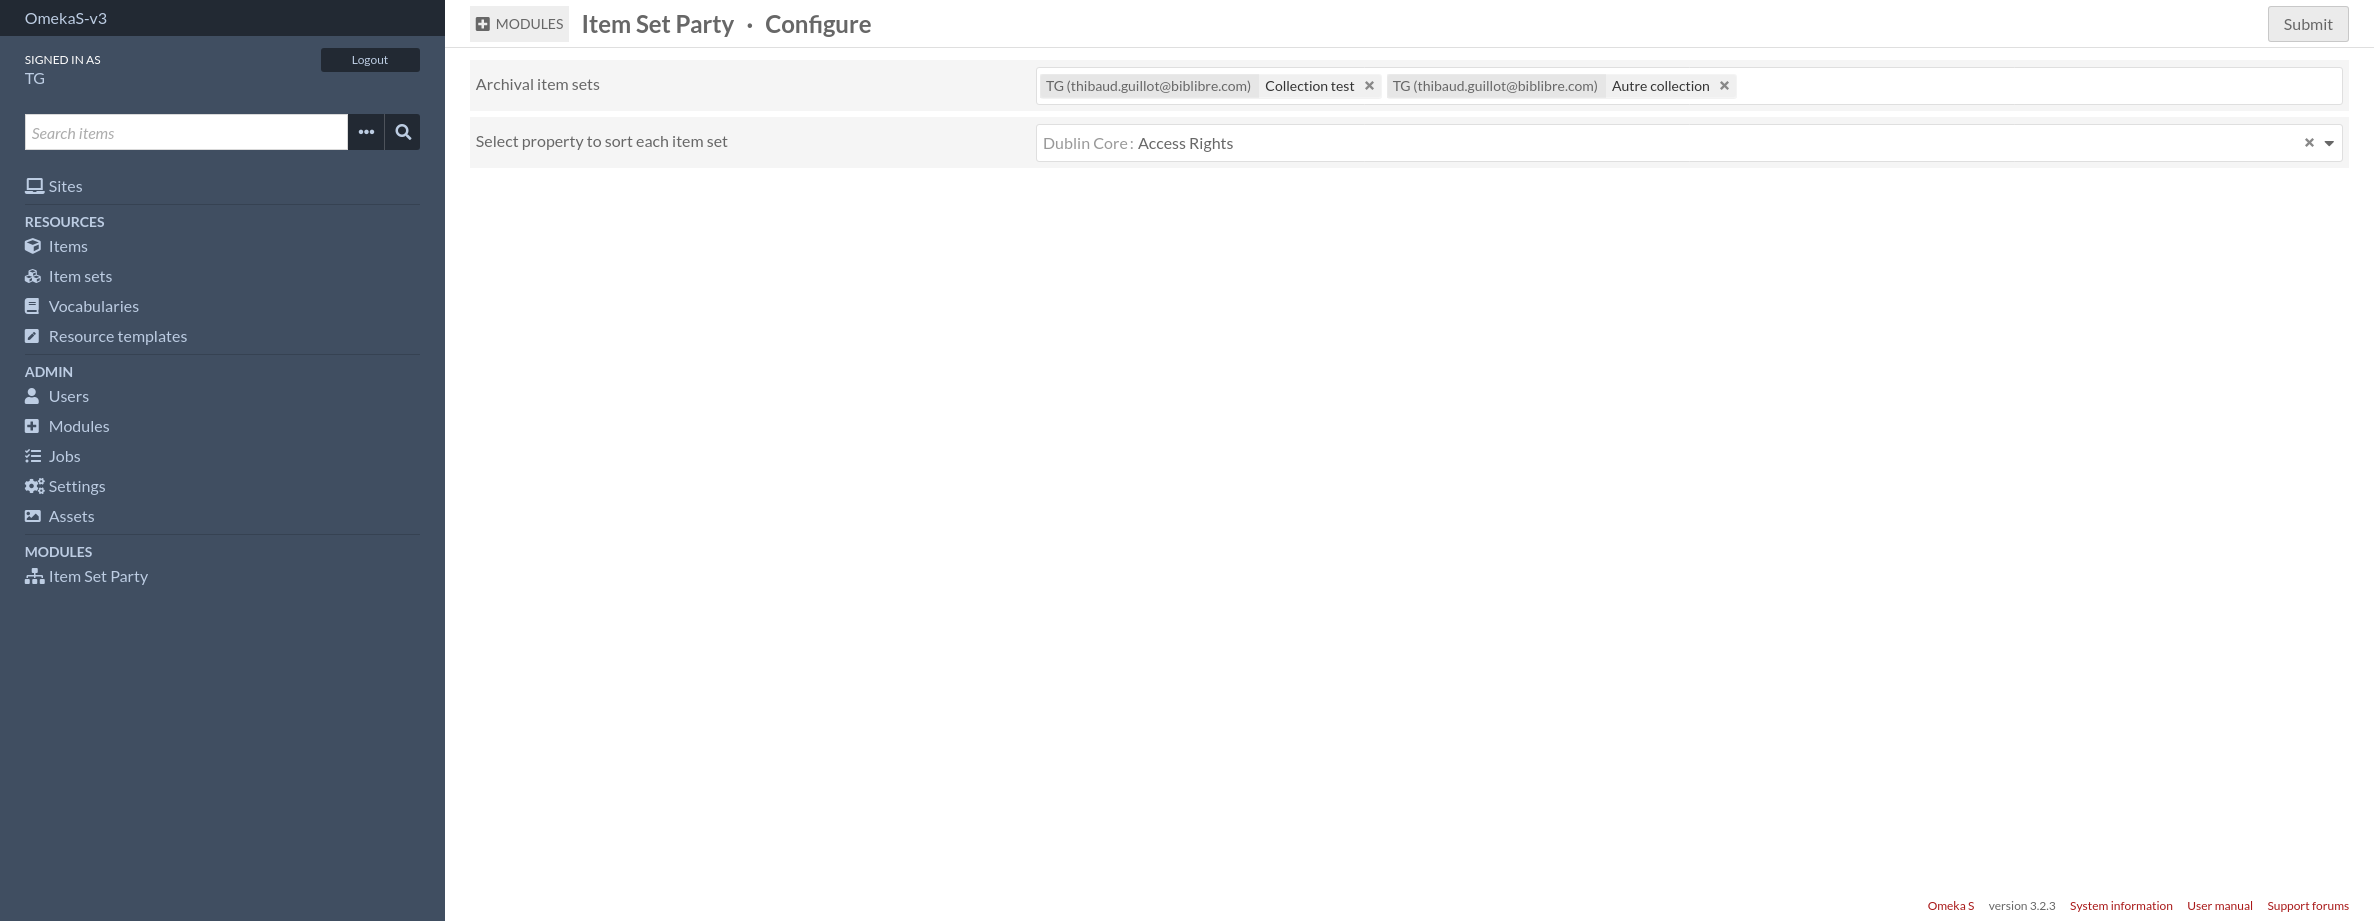 OmekaS-v3
SIGNED IN AS
TG
Logout
Search items
Sites
RESOURCES
Items
Item sets
Vocabularies
Resource templates
ADMIN
Users
Modules
Jobs
Settings
Assets
MODULES
Item Set Party
MODULES Item Set Party · Configure
Submit
Archival item sets
TG (thibaud.guillot@biblibre.com) Collection test × TG (thibaud.guillot@biblibre.com) Autre collection ×
Select property to sort each item set
Dublin Core : Access Rights ×
Omeka S version 3.2.3 System information User manual Support forums